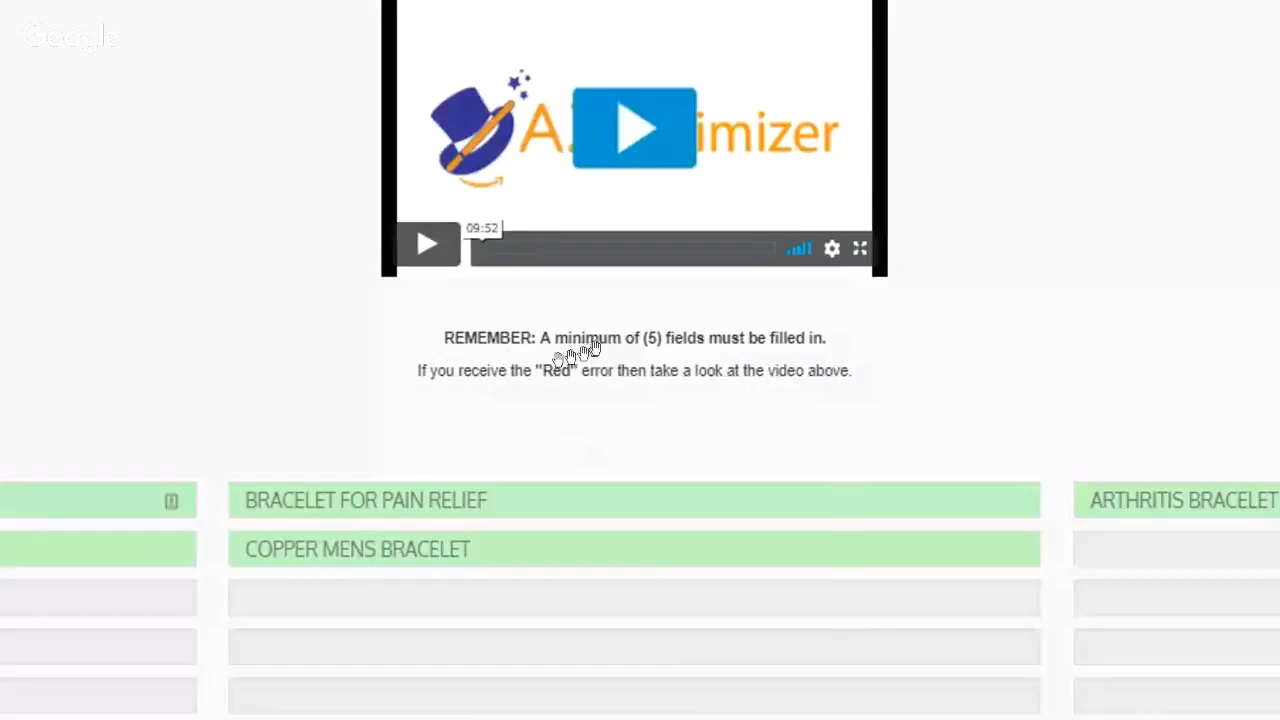 Google
A.
imizer
09:52
REMEMBER: A minimum of (5) fields must be filled in.
If you receive the "Red" error then take a look at the video above.
BRACELET FOR PAIN RELIEF
ARTHRITIS BRACELET
COPPER MENS BRACELET